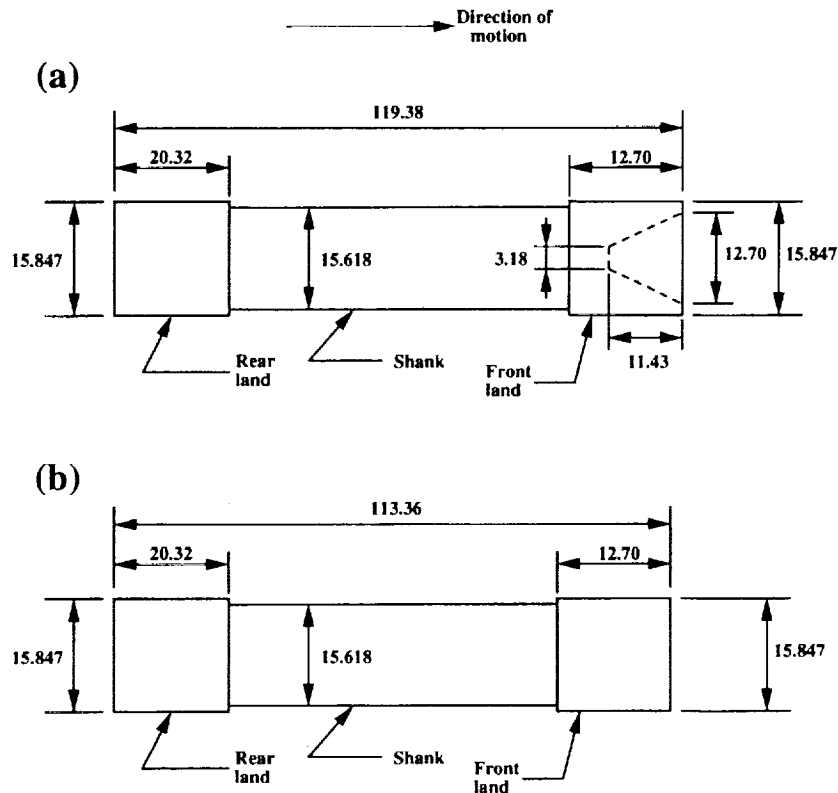 Direction of
motion
(a)
119.38
20.32
12.70
15.847
15.618
3.18
12.70
15.847
11.43
Rear
land
Shank
Front
land
(b)
113.36
20.32
12.70
15.847
15.618
15.847
Rear
land
Shank
Front
land